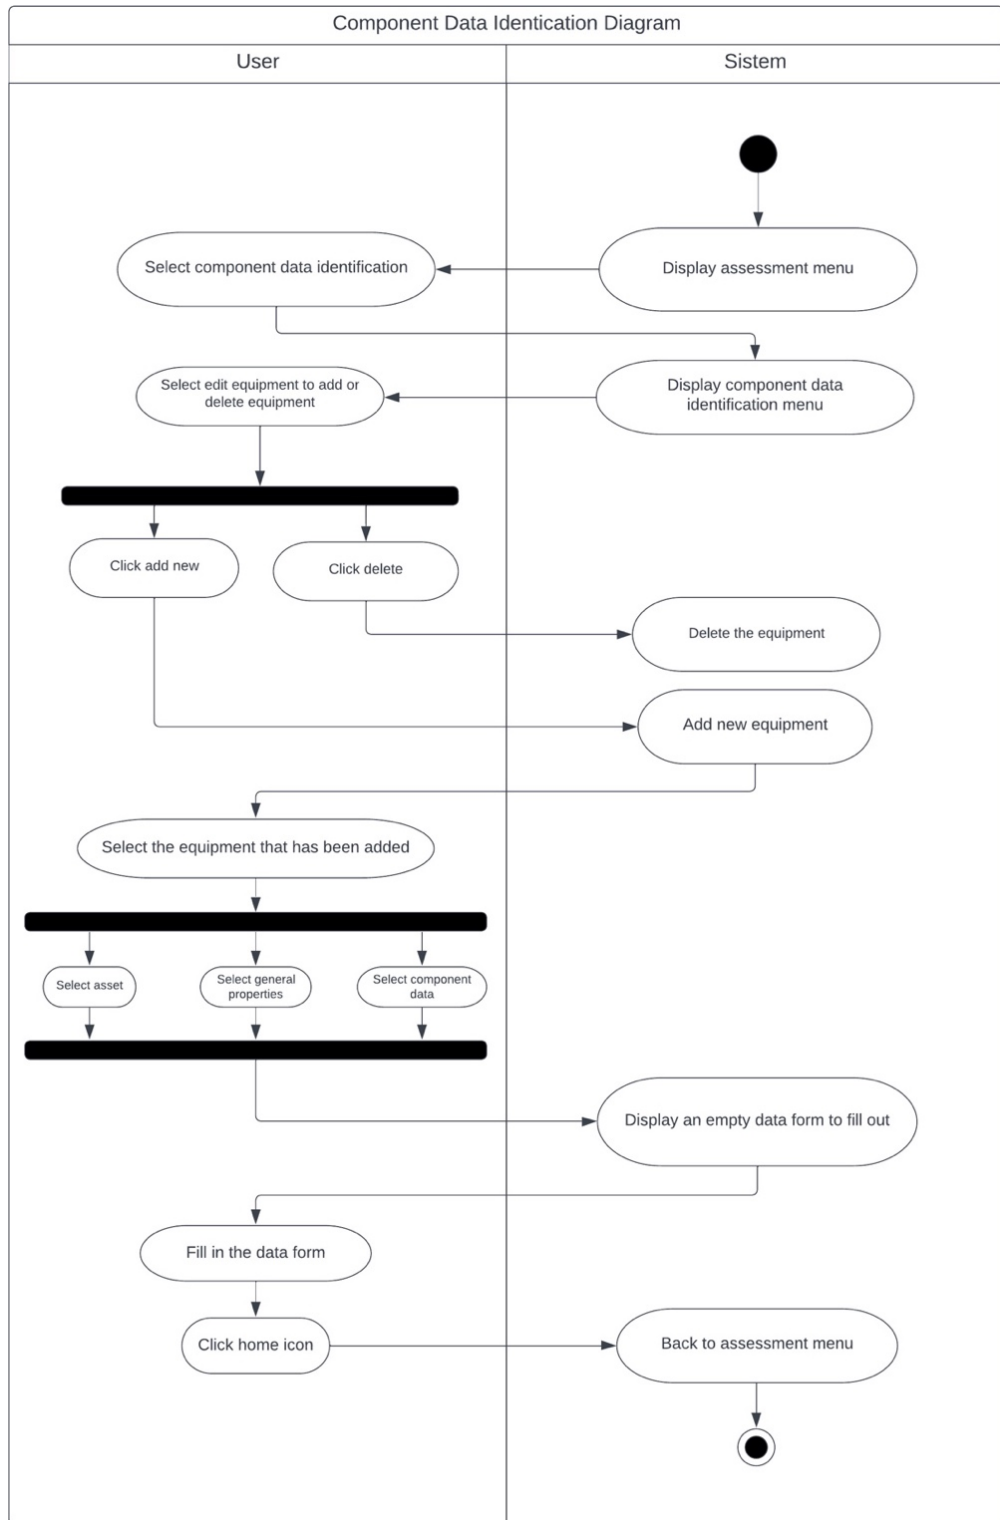 Component Data Identication Diagram
User
Sistem
Display assessment menu
Select component data identification
Display component data
identification menu
Select edit equipment to add or
delete equipment
Click add new
Click delete
Delete the equipment
Add new equipment
Select the equipment that has been added
Select asset
Select general
properties
Select component
data
Display an empty data form to fill out
Fill in the data form
Click home icon
Back to assessment menu